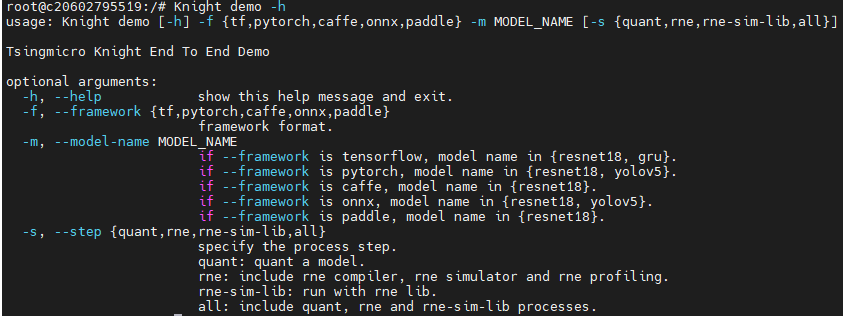 root@c20602795519:/# Knight demo -h
usage: Knight demo [-h] -f {tf,pytorch,caffe,onnx,paddle} -m MODEL_NAME [-s {quant,rne,rne-sim-lib,all}]
Tsingmicro Knight End To End Demo
optional arguments:
-h, --help show this help message and exit.
-f, --framework {tf,pytorch,caffe,onnx,paddle}
framework format.
-m, --model-name MODEL_NAME
if --framework is tensorflow, model name in {resnet18, gru}.
if --framework is pytorch, model name in {resnet18, yolov5}.
if --framework is caffe, model name in {resnet18}.
if --framework is onnx, model name in {resnet18, yolov5}.
if --framework is paddle, model name in {resnet18}.
-s, --step {quant,rne,rne-sim-lib,all}
specify the process step.
quant: quant a model.
rne: include rne compiler, rne simulator and rne profiling.
rne-sim-lib: run with rne lib.
all: include quant, rne and rne-sim-lib processes.